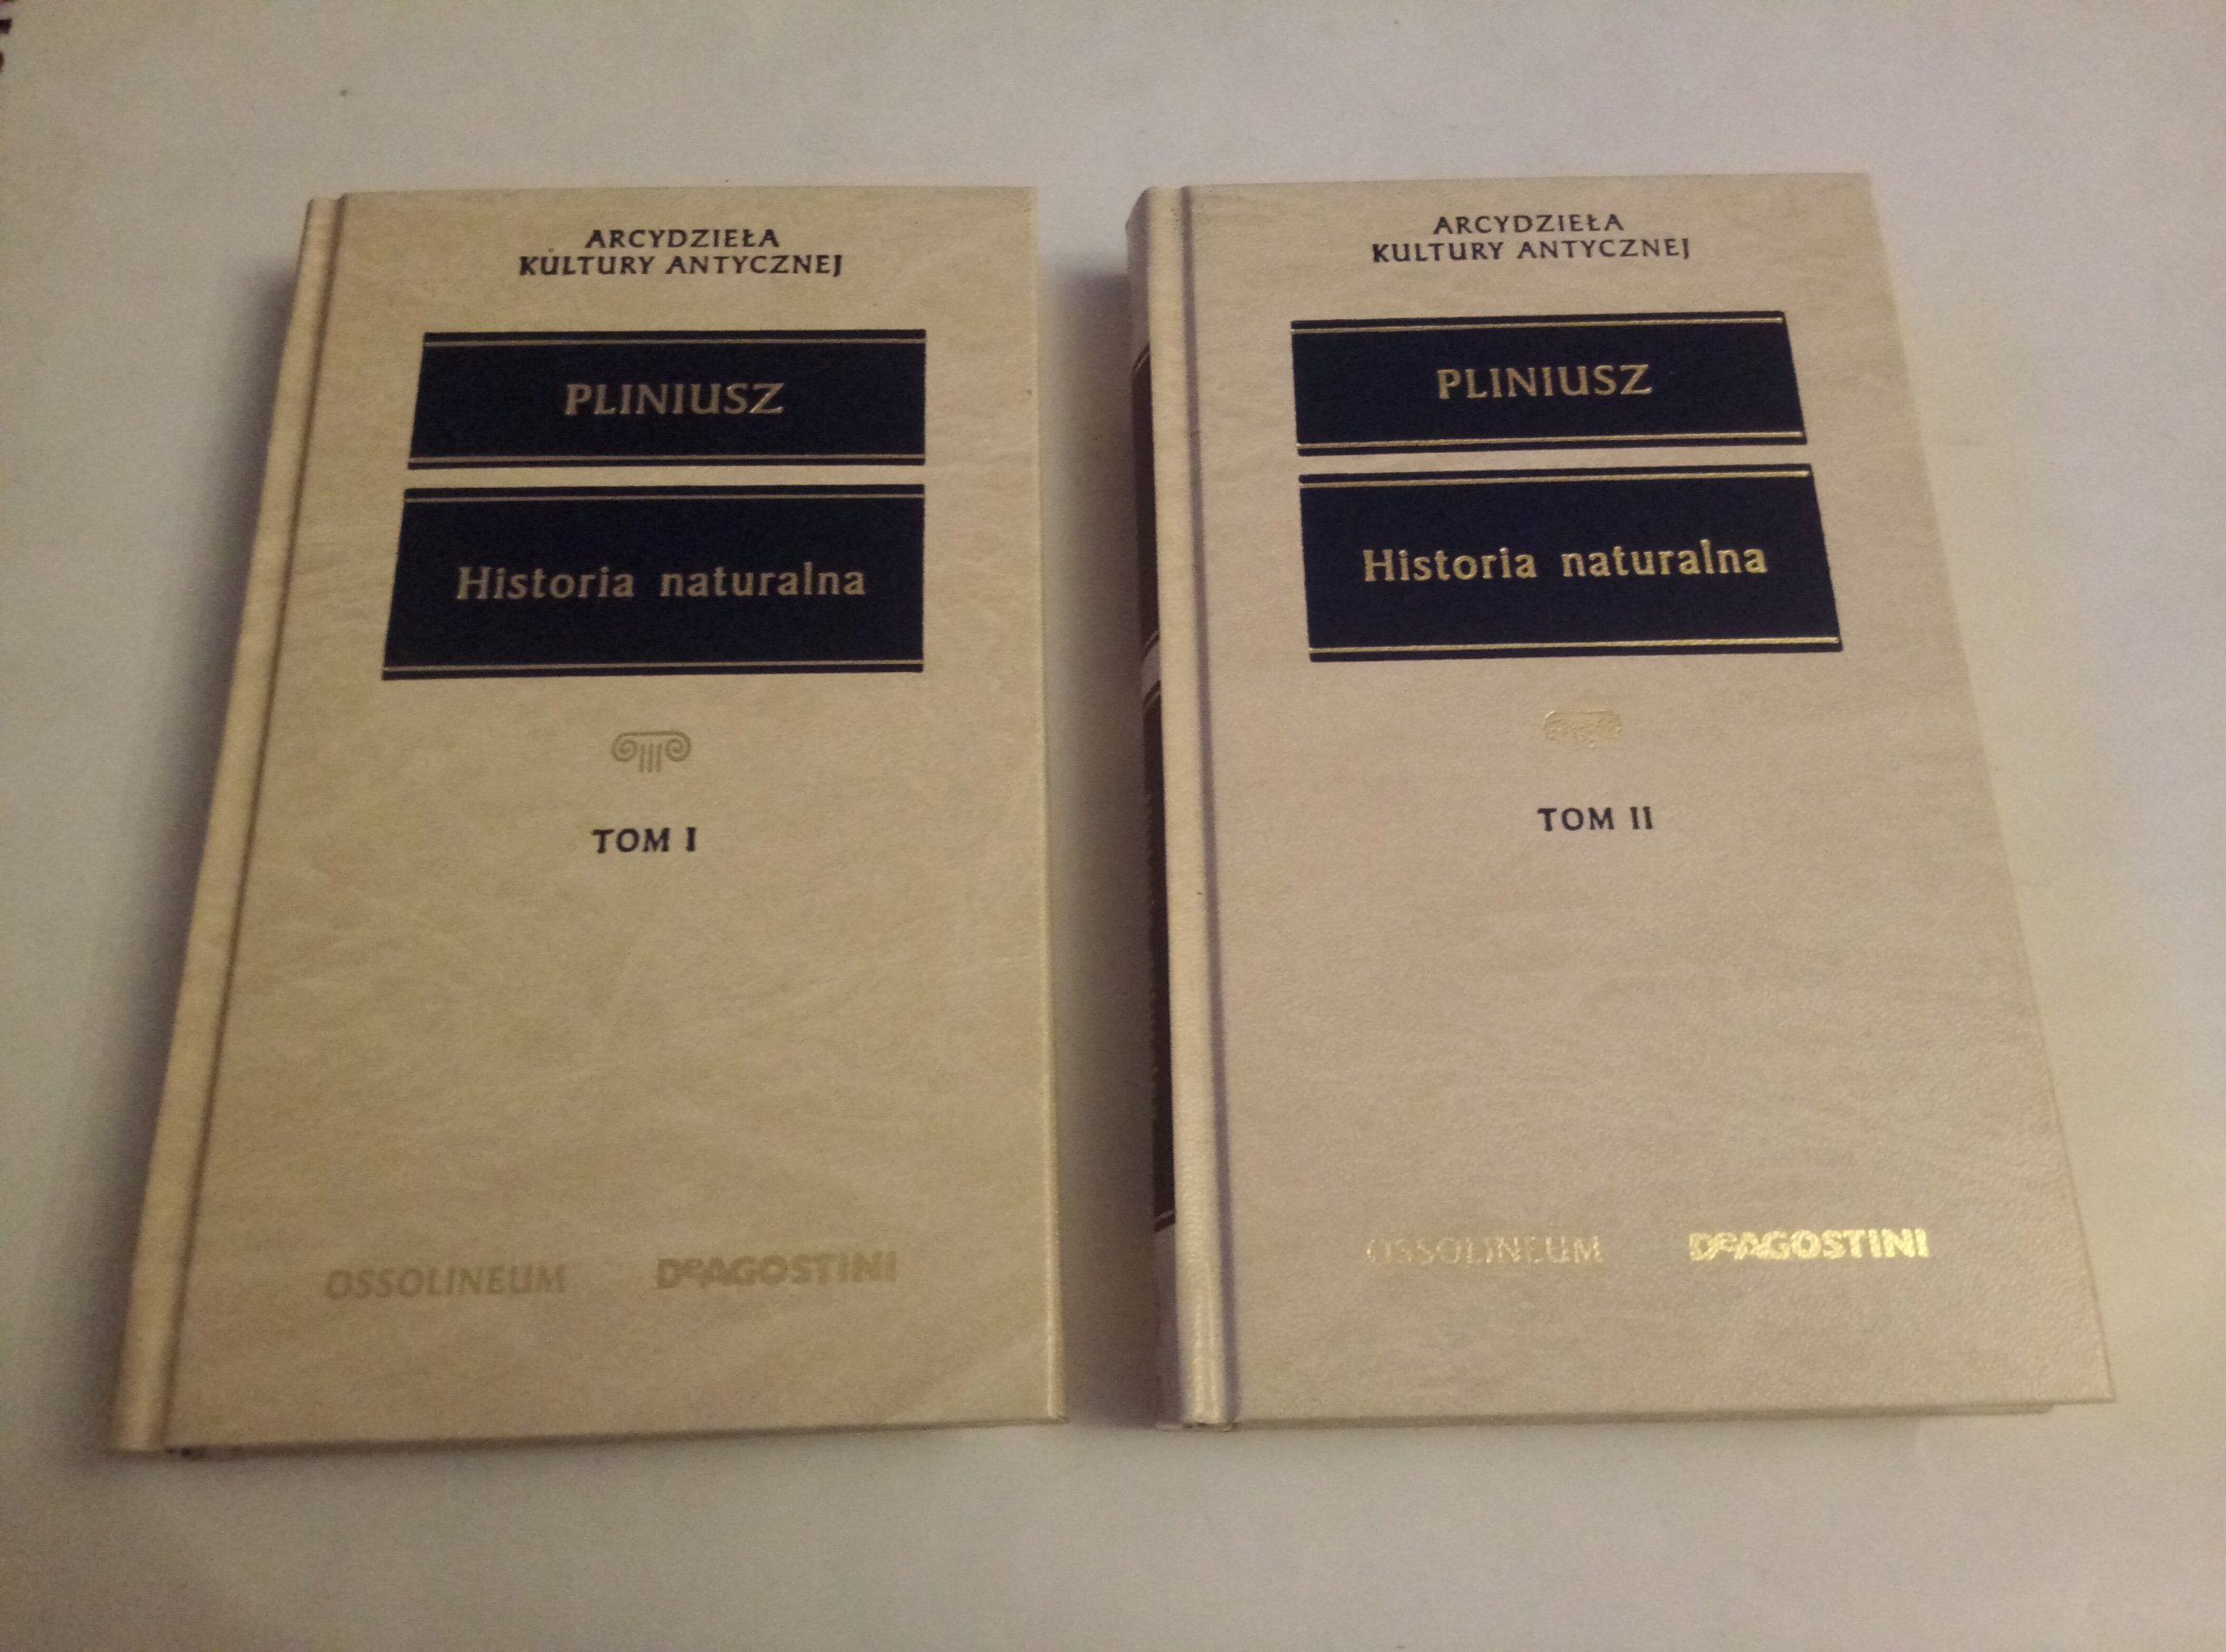 ARCYDZIEŁA
KULTURY ANTYCZNEJ
PLINIUSZ
Historia naturalna
TOM I
OSSOLINEUM DeAGOSTINI
ARCYDZIEŁA
KULTURY ANTYCZNEJ
PLINIUSZ
Historia naturalna
TOM II
OSSOLINEUM DeAGOSTINI